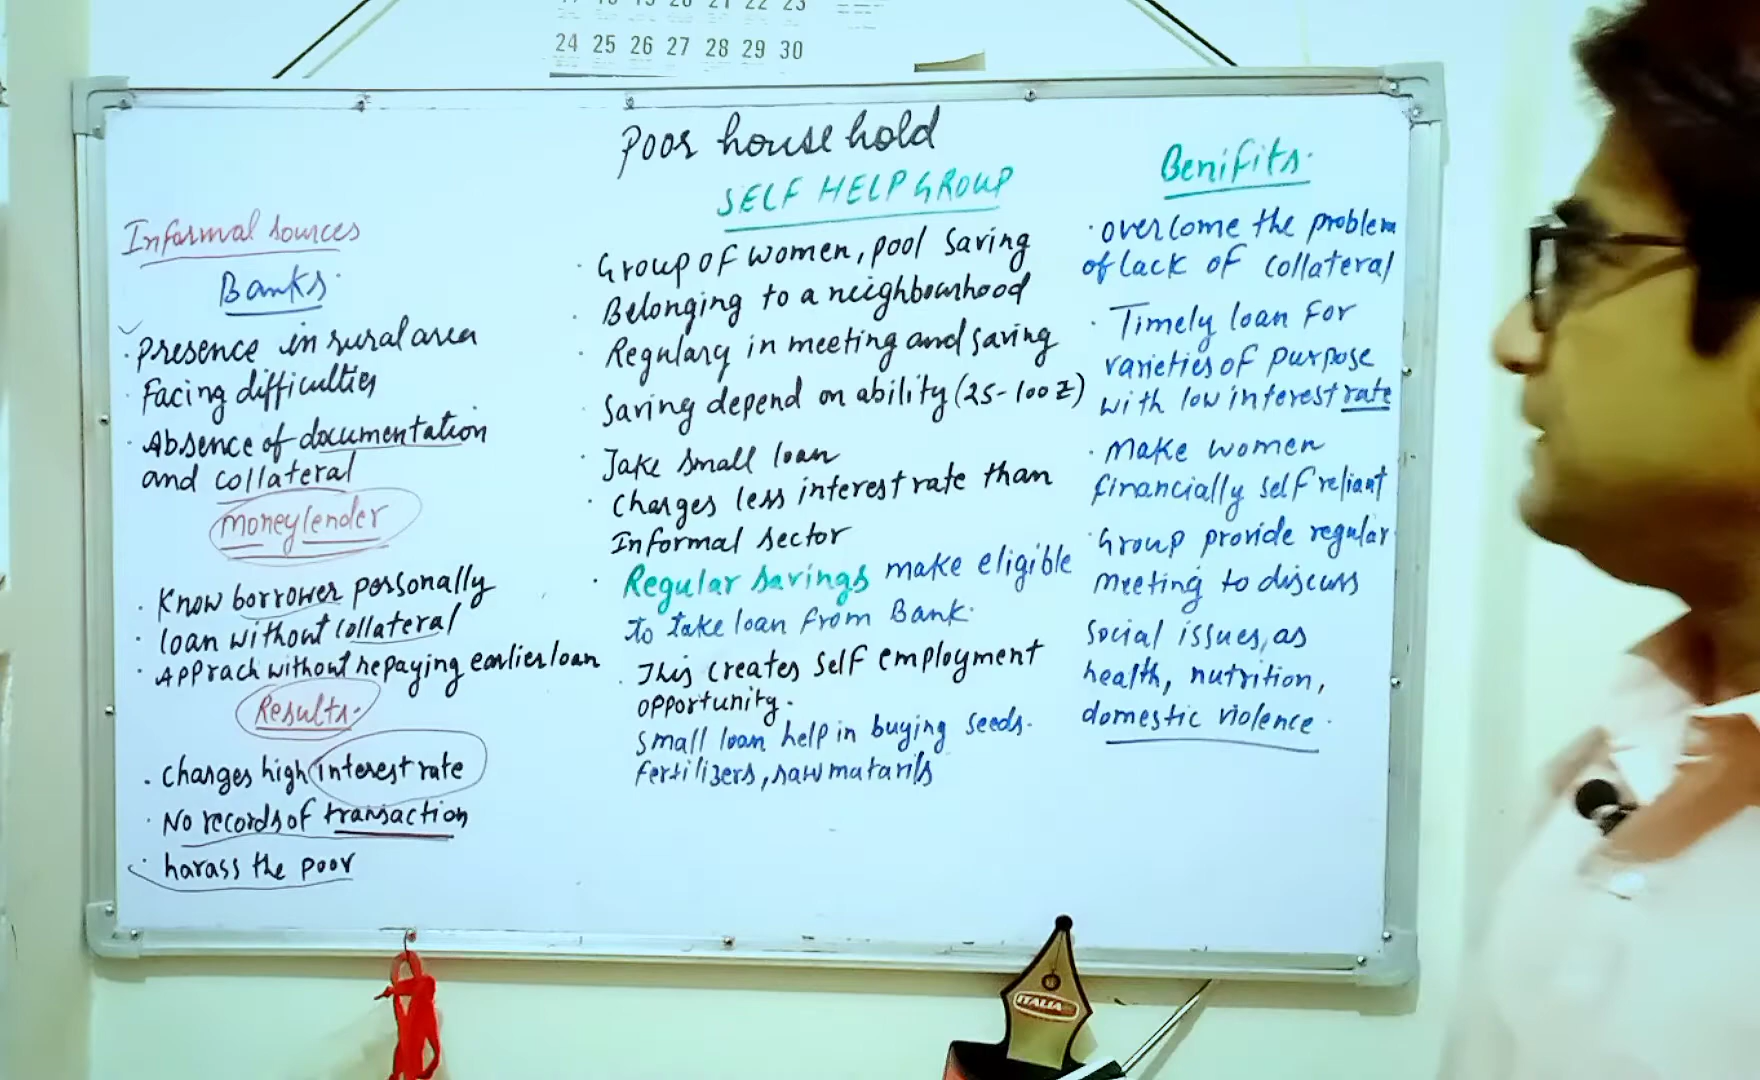 24 25 26 27 28 29 30
Poor household
SELF HELP GROUP
Informal sources
Banks.
Presence in rural area
Facing difficulties
Absence of documentation
and collateral
Moneylender
Know borrower personally
loan without collateral
Apprach without repaying earlier loan
Results.
Charges high interest rate
No records of transaction
harass the poor
Group of women, pool saving
Belonging to a neighbourhood
Regulary in meeting and saving
Saving depend on ability (25-100 ₹)
Take small loan
Charges less interest rate than
Informal sector
Regular savings make eligible
to take loan from Bank.
This creates self employment
opportunity.
Small loan help in buying seeds.
fertilizers, raw matarils
Benifits.
overcome the problem
of lack of collateral
Timely loan for
varieties of purpose
with low interest rate
Make women
financially self reliant
Group provide regular
meeting to discuss
Social issues, as
health, nutrition,
domestic violence.
ITALIA